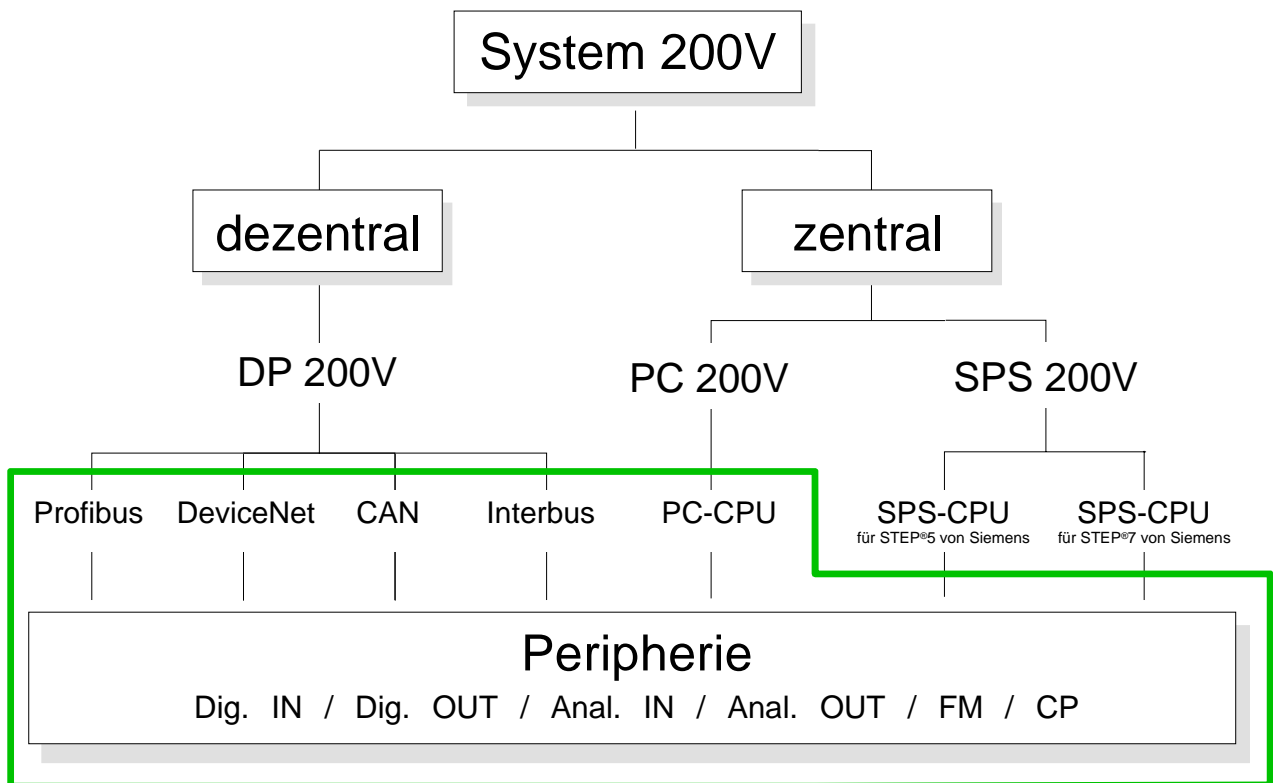 System 200V
dezentral
zentral
DP 200V
PC 200V
SPS 200V
Profibus
DeviceNet
CAN
Interbus
PC-CPU
SPS-CPU
für STEP®5 von Siemens
SPS-CPU
für STEP®7 von Siemens
Peripherie
Dig. IN / Dig. OUT / Anal. IN / Anal. OUT / FM / CP